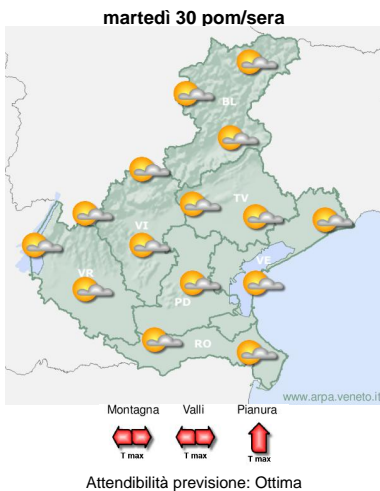 martedì 30 pom/sera
BL
TV
VI
VE
VR
PD
RO
www.arpa.veneto.it
Montagna Valli Pianura
T max T max T max
Attendibilità previsione: Ottima